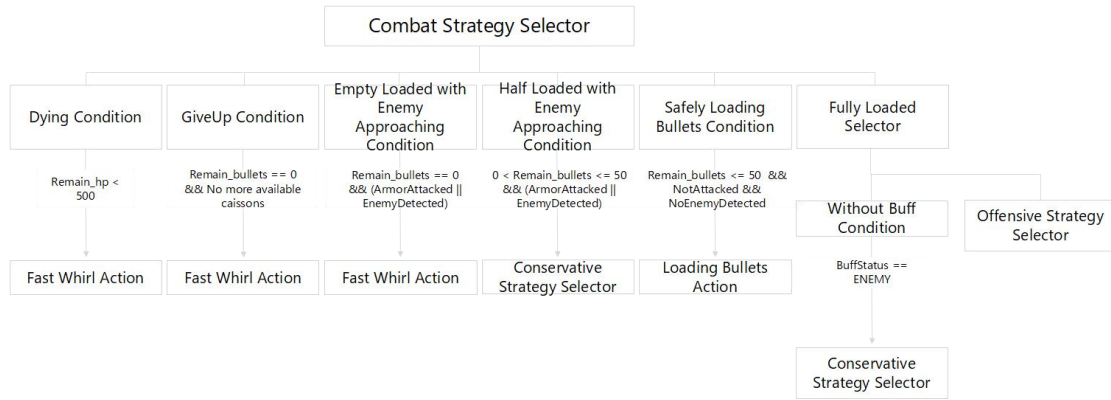 Combat Strategy Selector
Dying Condition
GiveUp Condition
Empty Loaded with
Enemy
Approaching
Condition
Half Loaded with
Enemy
Approaching
Condition
Safely Loading
Bullets Condition
Fully Loaded
Selector
Remain_hp <
500
Remain_bullets == 0
&& No more available
caissons
Remain_bullets == 0
&& (ArmorAttacked ||
EnemyDetected)
0 < Remain_bullets <= 50
&& (ArmorAttacked ||
EnemyDetected)
Remain_bullets <= 50 &&
NotAttacked &&
NoEnemyDetected
Without Buff
Condition
Offensive Strategy
Selector
Fast Whirl Action
Fast Whirl Action
Fast Whirl Action
Conservative
Strategy Selector
Loading Bullets
Action
BuffStatus ==
ENEMY
Conservative
Strategy Selector